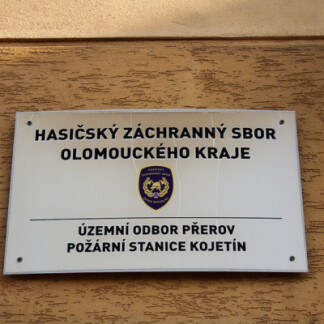 HASIČSKÝ ZÁCHRANNÝ SBOR
OLOMOUCKÉHO KRAJE
ÚZEMNÍ ODBOR PŘEROV
POŽÁRNÍ STANICE KOJETÍN